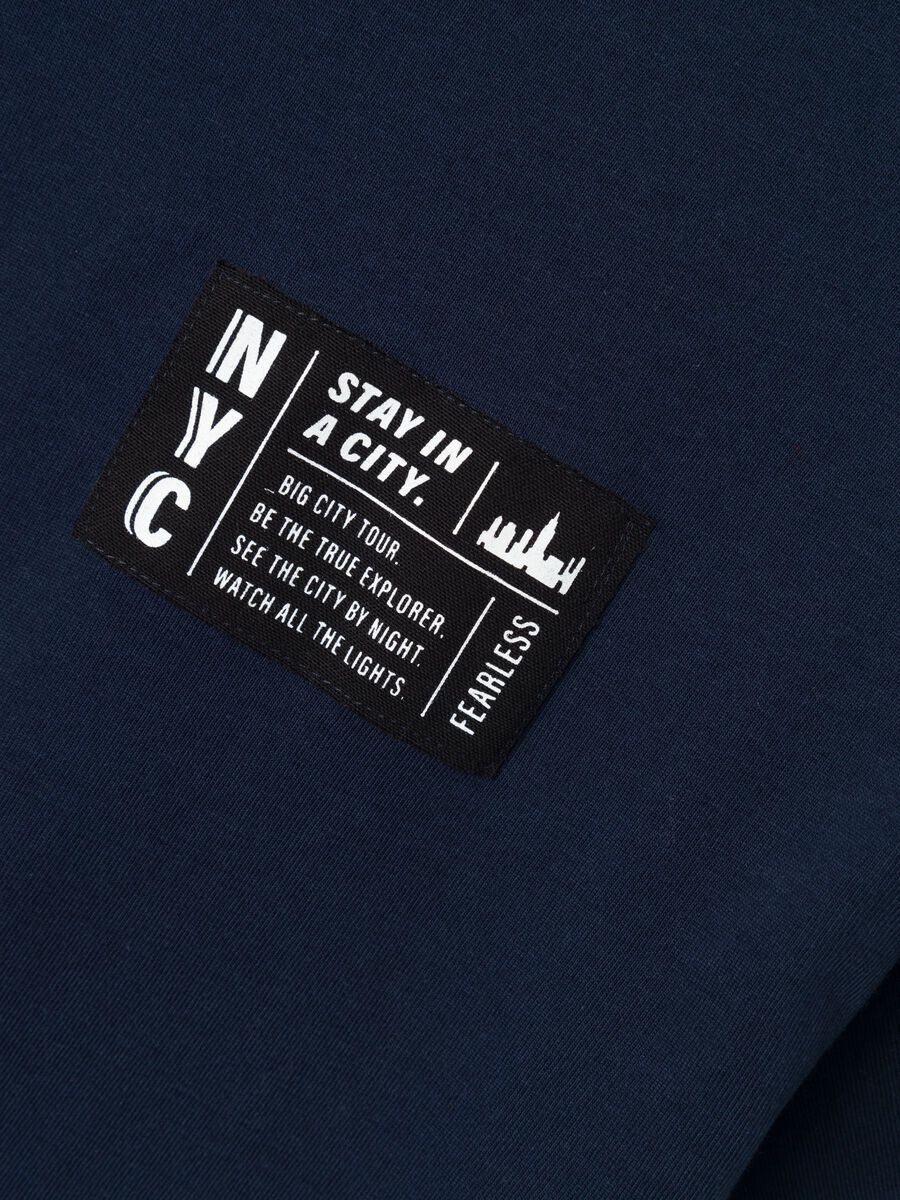 NYC
STAY IN
A CITY.
_BIG CITY TOUR.
BE THE TRUE EXPLORER.
SEE THE CITY BY NIGHT.
WATCH ALL THE LIGHTS.
FEARLESS